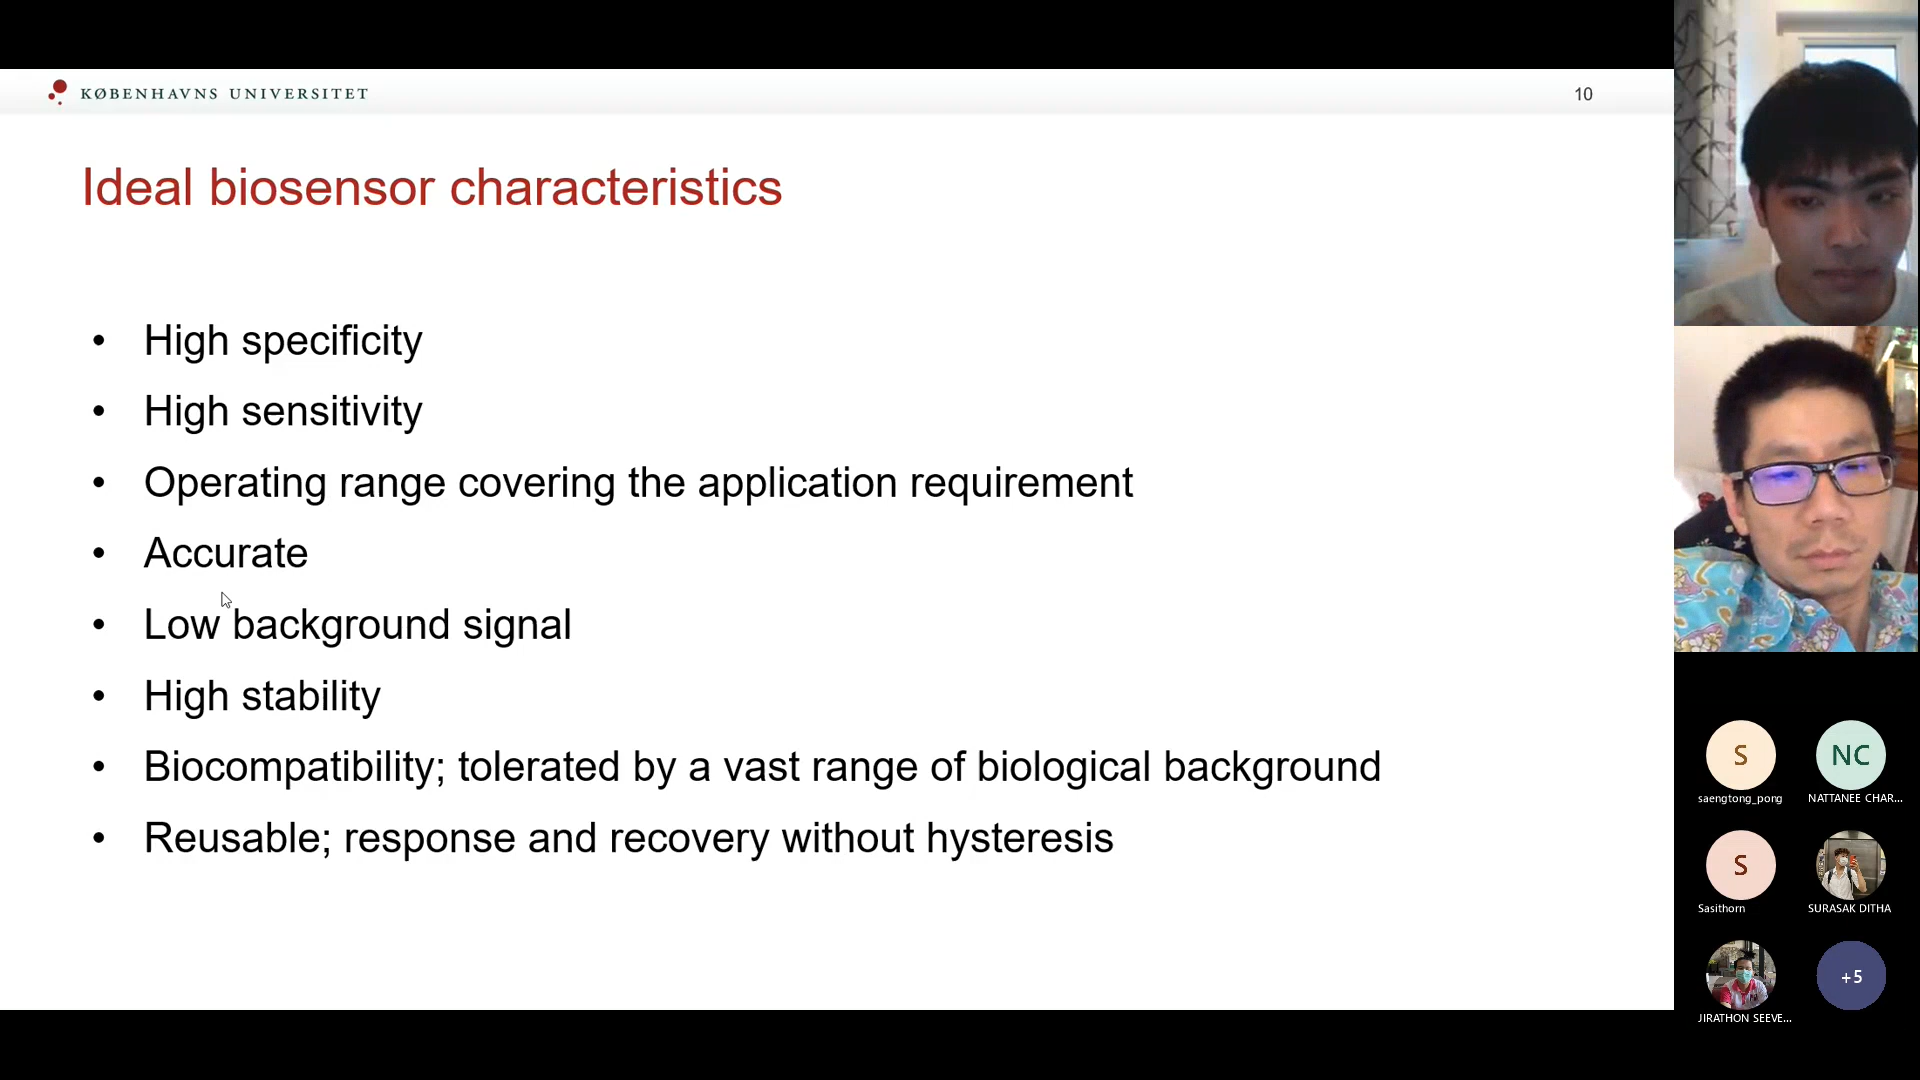 KØBENHAVNS UNIVERSITET
10
Ideal biosensor characteristics
• High specificity
• High sensitivity
• Operating range covering the application requirement
• Accurate
• Low background signal
• High stability
• Biocompatibility; tolerated by a vast range of biological background
• Reusable; response and recovery without hysteresis
S
NC
saengtong_pong
NATTANEE CHAR...
S
Sasithorn
SURASAK DITHA
+5
JIRATHON SEEVE...